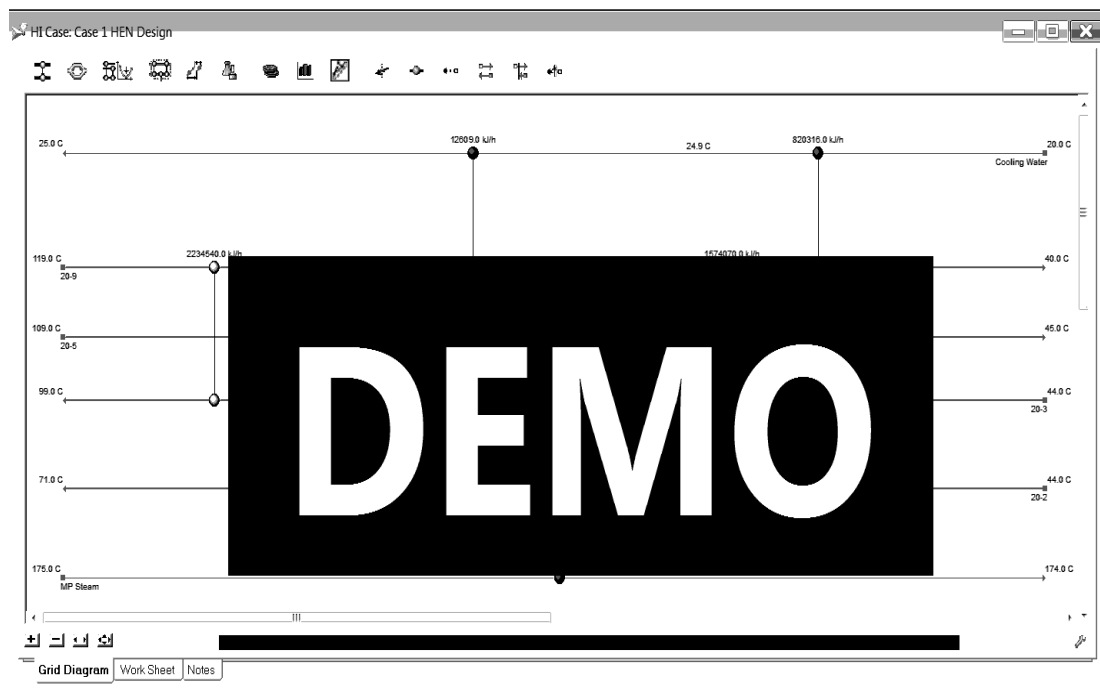 HI Case: Case 1 HEN Design
25.0 C
12609.0 kJ/h
24.9 C
820316.0 kJ/h
20.0 C
Cooling Water
119.0 C
2234540.0 kJ/h
1574070.0 kJ/h
40.0 C
20-9
109.0 C
45.0 C
20-5
99.0 C
44.0 C
20-3
DEMO
71.0 C
44.0 C
20-2
175.0 C
174.0 C
MP Steam
Grid Diagram
Work Sheet
Notes